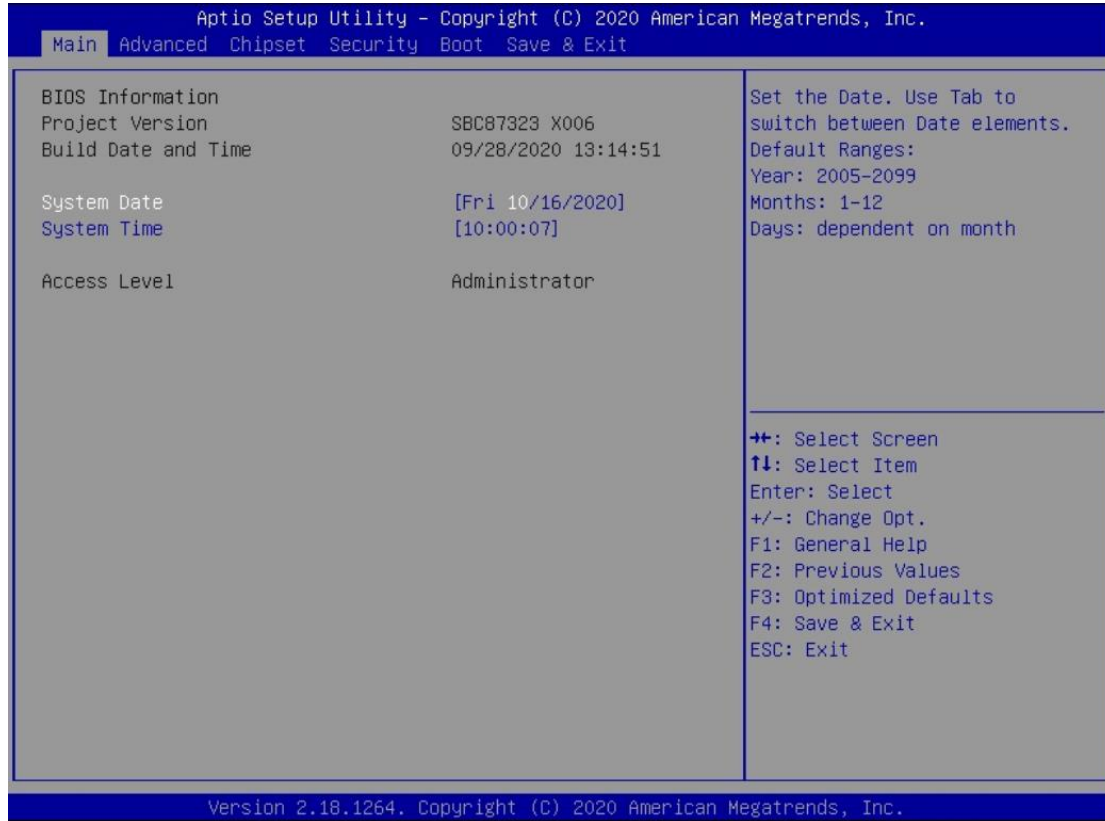 Aptio Setup Utility – Copyright (C) 2020 American Megatrends, Inc.
Main Advanced Chipset Security Boot Save & Exit
BIOS Information
Project Version SBC87323 X006
Build Date and Time 09/28/2020 13:14:51
System Date [Fri 10/16/2020]
System Time [10:00:07]
Access Level Administrator
Set the Date. Use Tab to
switch between Date elements.
Default Ranges:
Year: 2005-2099
Months: 1-12
Days: dependent on month
→←: Select Screen
↑↓: Select Item
Enter: Select
+/-: Change Opt.
F1: General Help
F2: Previous Values
F3: Optimized Defaults
F4: Save & Exit
ESC: Exit
Version 2.18.1264. Copyright (C) 2020 American Megatrends, Inc.